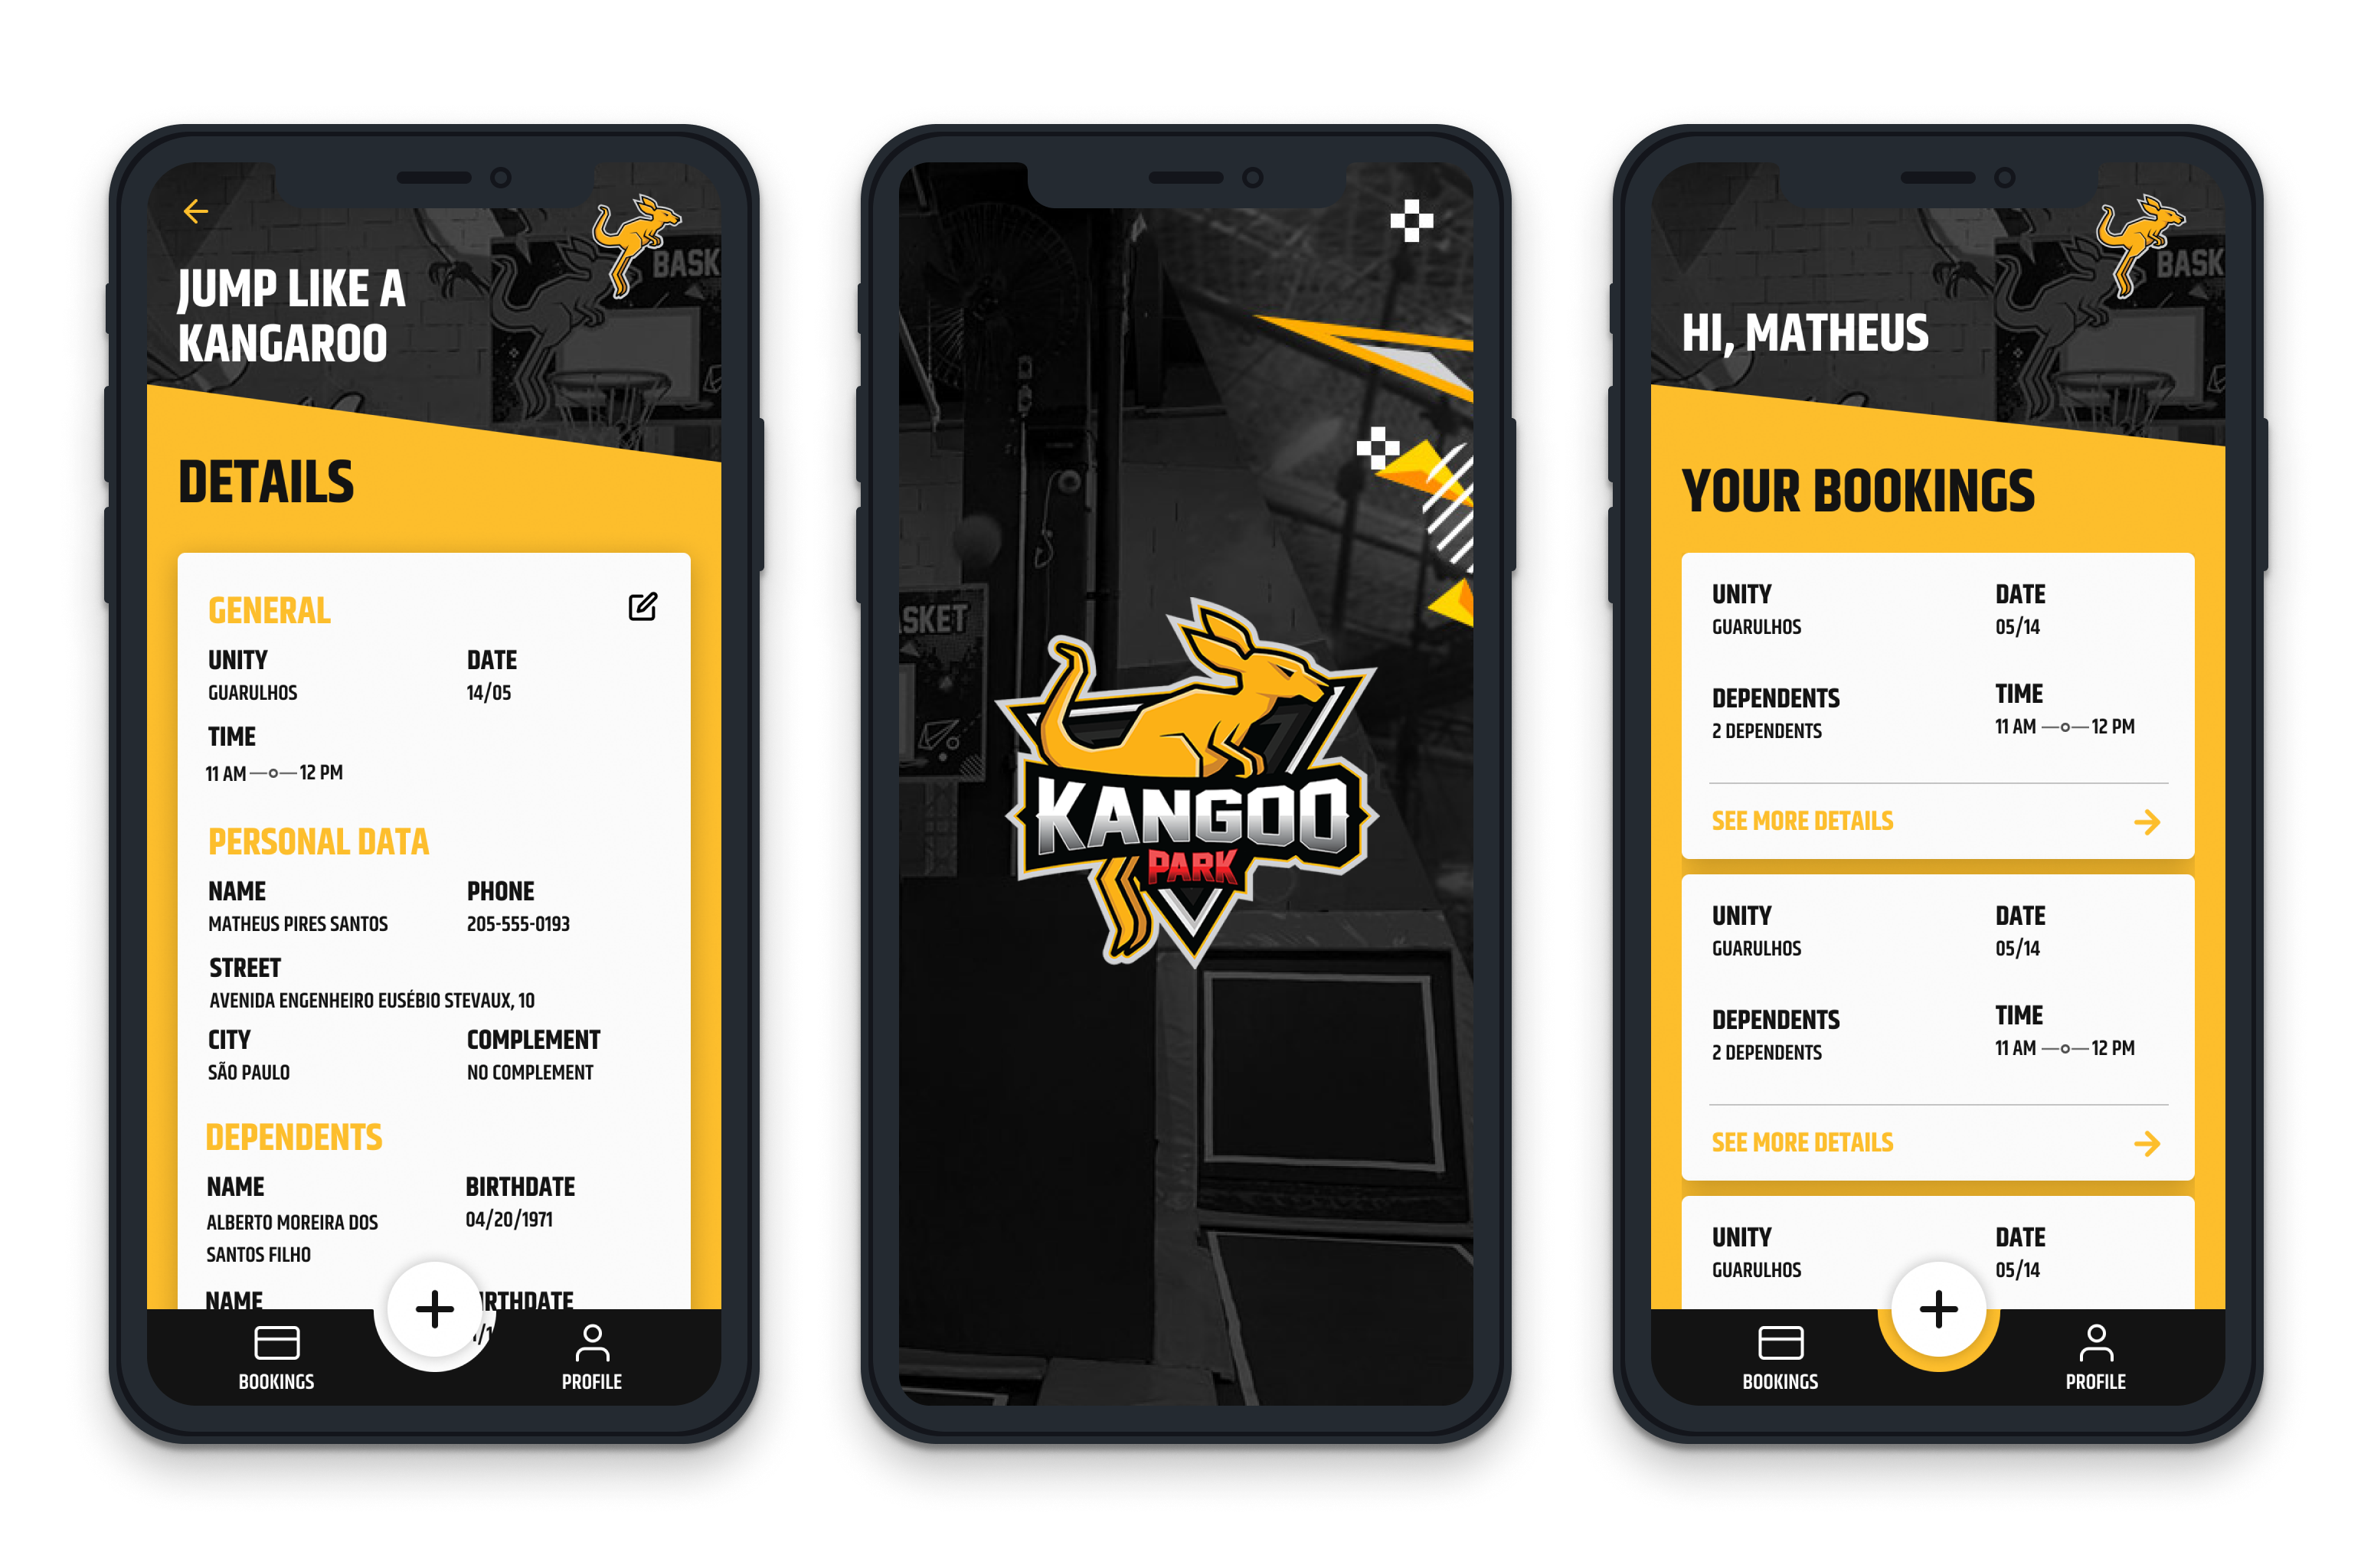 JUMP LIKE A
KANGAROO
BASK
DETAILS
GENERAL
UNITY DATE
GUARULHOS 14/05
TIME
11 AM 12 PM
PERSONAL DATA
NAME PHONE
MATHEUS PIRES SANTOS 205-555-0193
STREET
AVENIDA ENGENHEIRO EUSÉBIO STEVAUX, 10
CITY COMPLEMENT
SÃO PAULO NO COMPLEMENT
DEPENDENTS
NAME BIRTHDATE
ALBERTO MOREIRA DOS 04/20/1971
SANTOS FILHO
NAME IRTHDATE
BOOKINGS PROFILE
ASKET
KANGOO
PARK
BASK
HI, MATHEUS
YOUR BOOKINGS
UNITY DATE
GUARULHOS 05/14
DEPENDENTS TIME
2 DEPENDENTS 11 AM 12 PM
SEE MORE DETAILS
UNITY DATE
GUARULHOS 05/14
DEPENDENTS TIME
2 DEPENDENTS 11 AM 12 PM
SEE MORE DETAILS
UNITY DATE
GUARULHOS 05/14
BOOKINGS PROFILE